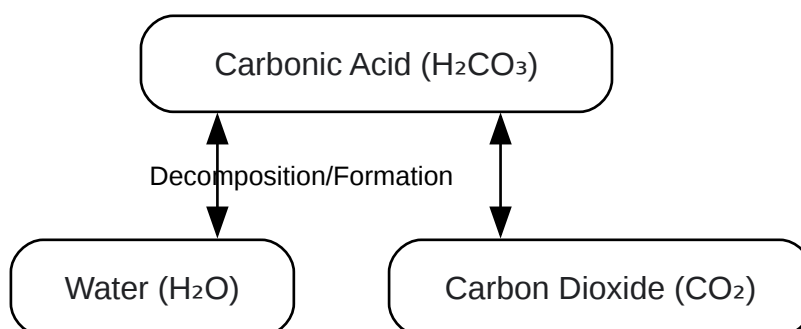 Carbonic Acid (H₂CO₃)
Decomposition/Formation
Water (H₂O)
Carbon Dioxide (CO₂)